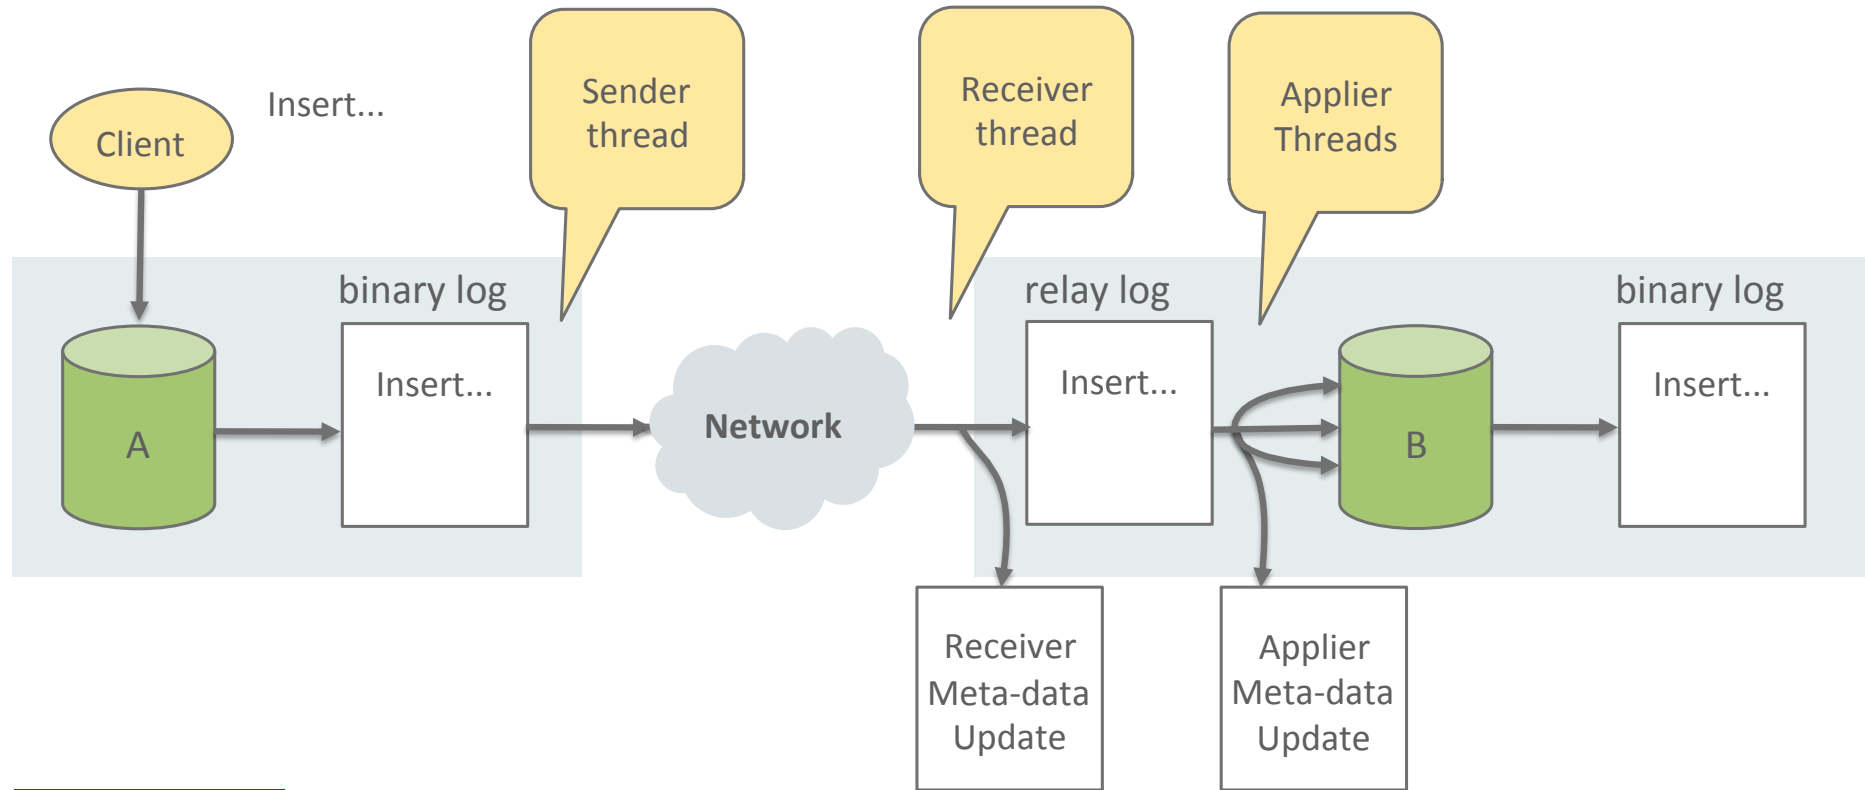 Client
Insert...
Sender
thread
Receiver
thread
Applier
Threads
binary log
Insert...
A
Network
relay log
Insert...
B
binary log
Insert...
Receiver
Meta-data
Update
Applier
Meta-data
Update